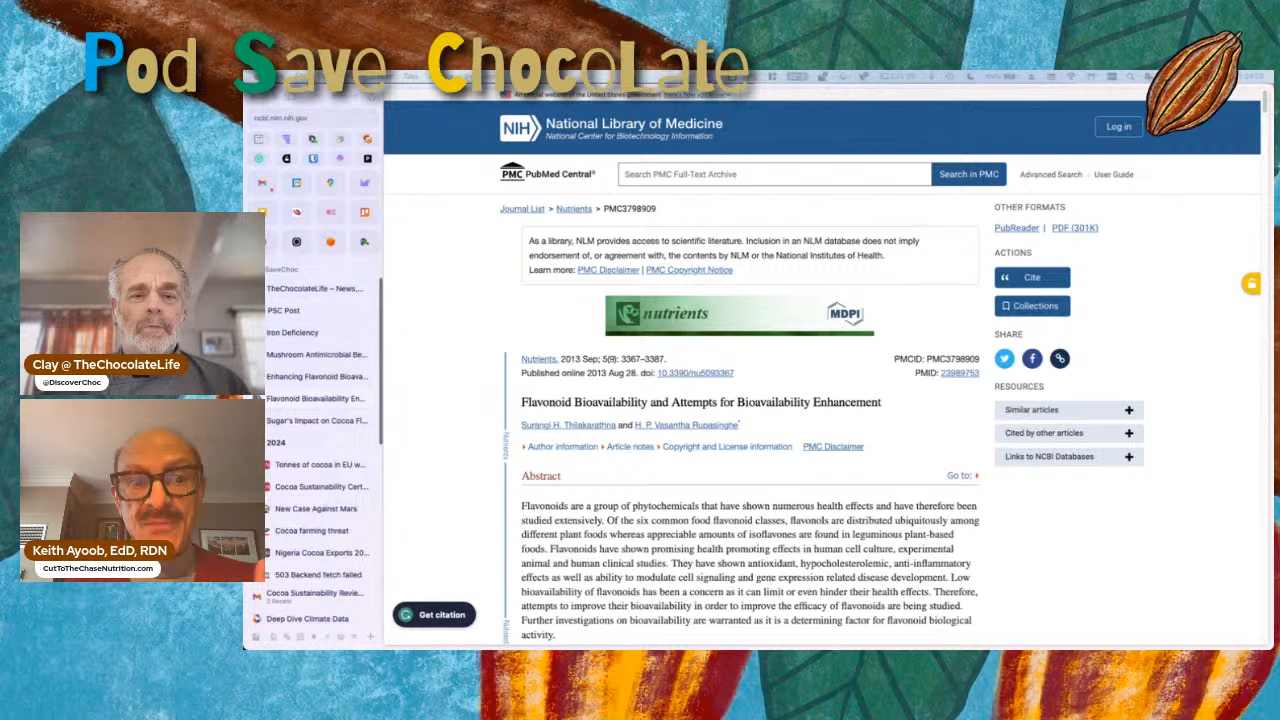 Pod Save Chocolate
An official website of the United States government
ncbi.nlm.nih.gov
NIH
National Library of Medicine
National Center for Biotechnology Information
Log in
PMC PubMed Central®
Search PMC Full-Text Archive
Search in PMC
Advanced Search
User Guide
Journal List > Nutrients > PMC3798909
As a library, NLM provides access to scientific literature. Inclusion in an NLM database does not imply
endorsement of, or agreement with, the contents by NLM or the National Institutes of Health.
Learn more: PMC Disclaimer | PMC Copyright Notice
nutrients
MDPI
Nutrients. 2013 Sep; 5(9): 3367–3387.
PMCID: PMC3798909
Published online 2013 Aug 28. doi: 10.3390/nu5093367
PMID: 23989753
Flavonoid Bioavailability and Attempts for Bioavailability Enhancement
Surangi H. Thilakarathna and H. P. Vasantha Rupasinghe*
Author information
Article notes
Copyright and License information
PMC Disclaimer
Abstract
Go to:
Flavonoids are a group of phytochemicals that have shown numerous health effects and have therefore been
studied extensively. Of the six common food flavonoid classes, flavonols are distributed ubiquitously among
different plant foods whereas appreciable amounts of isoflavones are found in leguminous plant-based
foods. Flavonoids have shown promising health promoting effects in human cell culture, experimental
animal and human clinical studies. They have shown antioxidant, hypocholesterolemic, anti-inflammatory
effects as well as ability to modulate cell signaling and gene expression related disease development. Low
bioavailability of flavonoids has been a concern as it can limit or even hinder their health effects. Therefore,
attempts to improve their bioavailability in order to improve the efficacy of flavonoids are being studied.
Further investigations on bioavailability are warranted as it is a determining factor for flavonoid biological
activity.
OTHER FORMATS
PubReader | PDF (301K)
ACTIONS
Cite
Collections
SHARE
RESOURCES
Similar articles
Cited by other articles
Links to NCBI Databases
SaveChoc
TheChocolateLife – News,...
PSC Post
Iron Deficiency
Mushroom Antimicrobial Be...
Enhancing Flavonoid Bioava...
Flavonoid Bioavailability En...
Sugar's Impact on Cocoa Fl...
2024
Tonnes of cocoa in EU w...
Cocoa Sustainability Cert...
New Case Against Mars
Cocoa farming threat
Nigeria Cocoa Exports 20...
503 Backend fetch failed
Cocoa Sustainability Revie...
2 Recent
Deep Dive Climate Data
Get citation
Clay @ TheChocolateLife
@DiscoverChoc
Keith Ayoob, EdD, RDN
CutToTheChaseNutrition.com